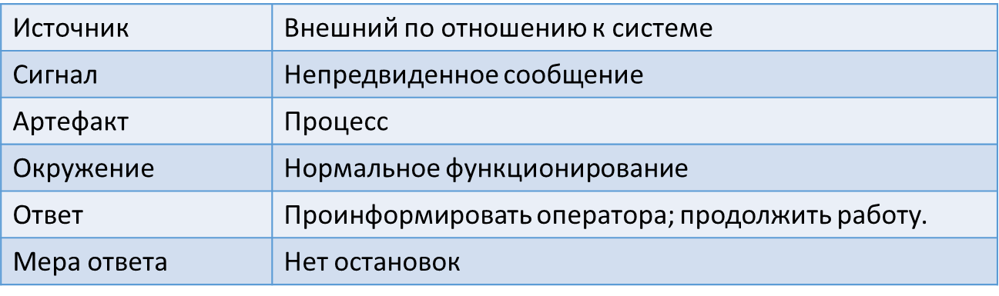 Источник Внешний по отношению к системе
Сигнал Непредвиденное сообщение
Артефакт Процесс
Окружение Нормальное функционирование
Ответ Проинформировать оператора; продолжить работу.
Мера ответа Нет остановок